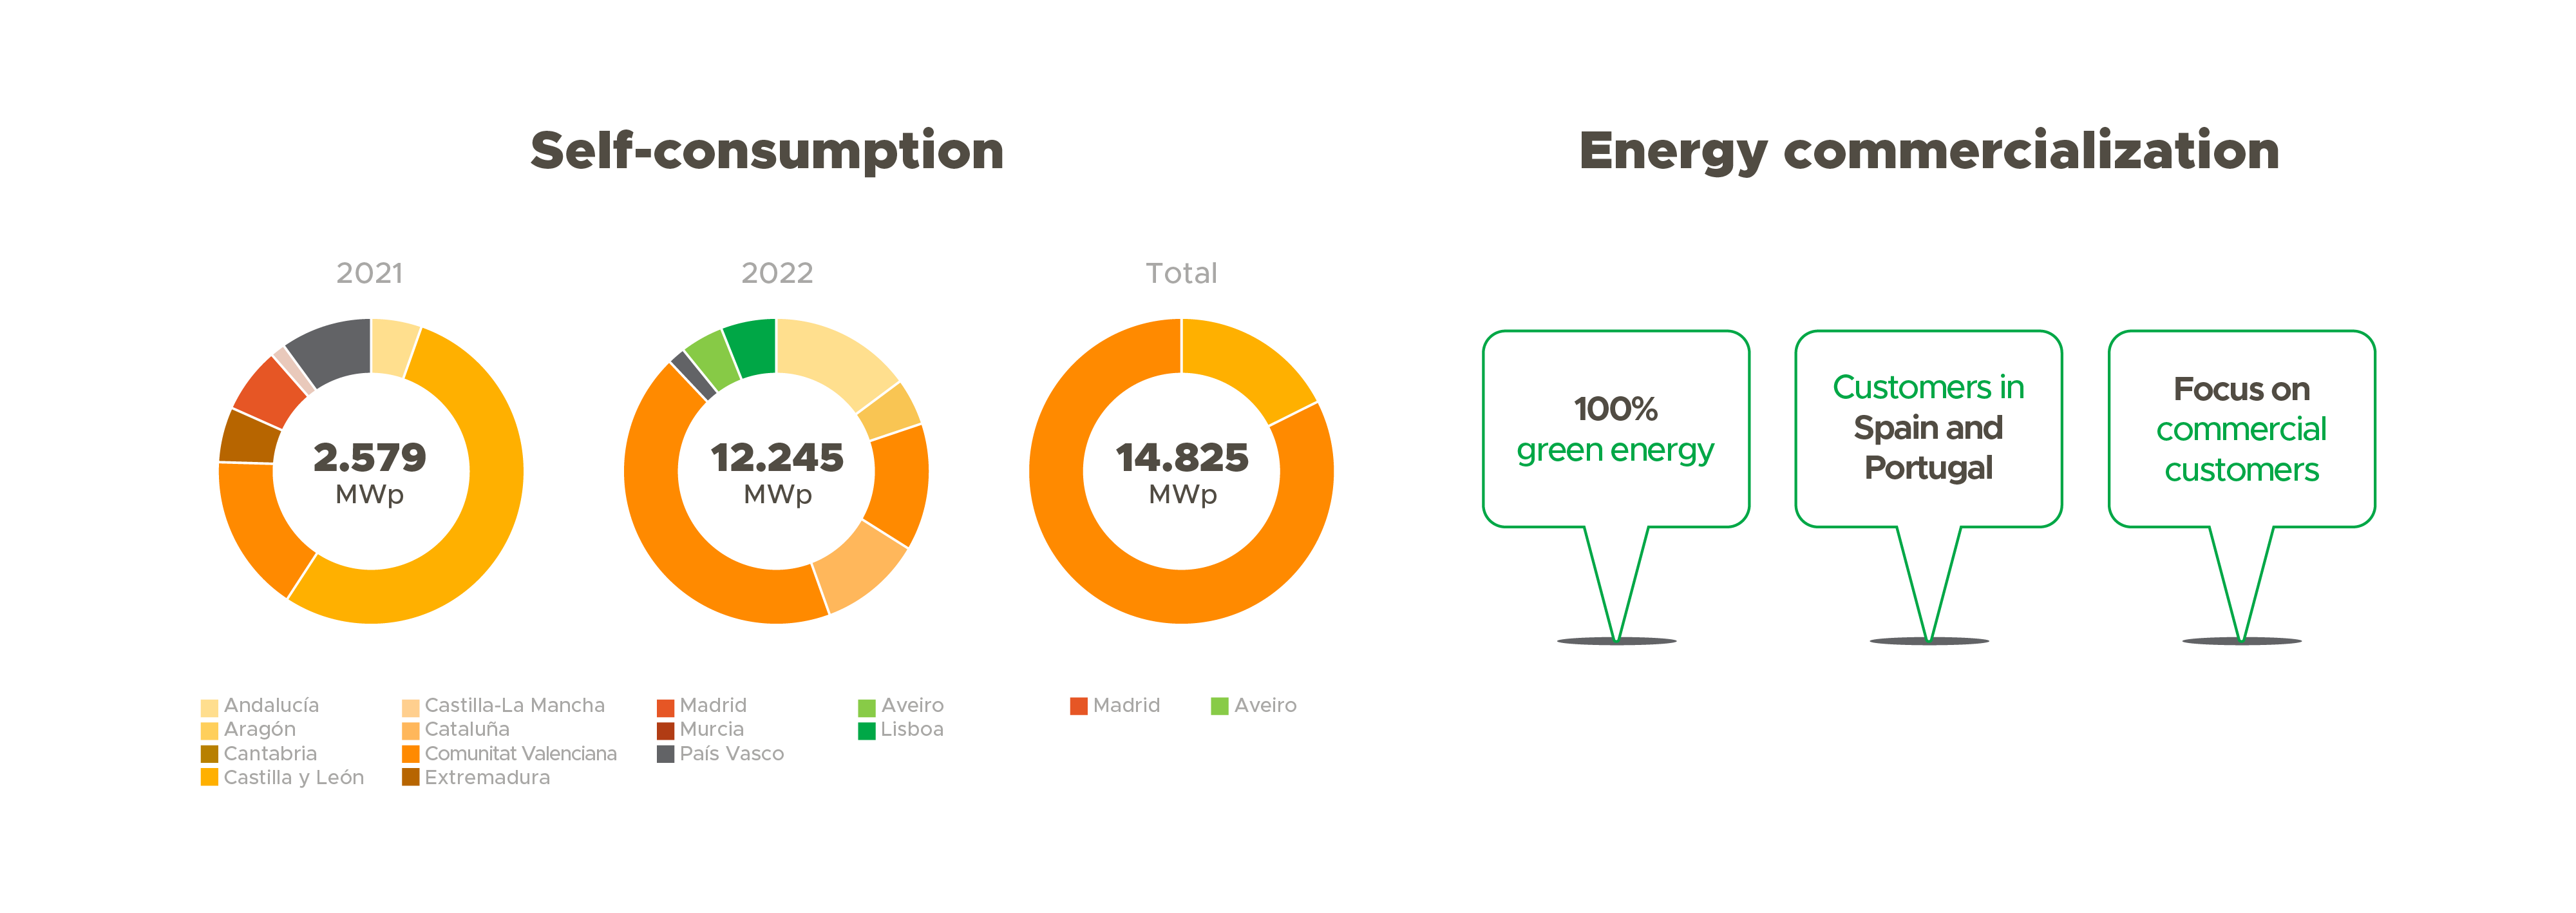 Self-consumption
2021
2.579
MWp
2022
12.245
MWp
Total
14.825
MWp
Andalucía
Aragón
Cantabria
Castilla y León
Castilla-La Mancha
Cataluña
Comunitat Valenciana
Extremadura
Madrid
Murcia
País Vasco
Aveiro
Lisboa
Madrid
Aveiro
Energy commercialization
100%
green energy
Customers in
Spain and
Portugal
Focus on
commercial
customers